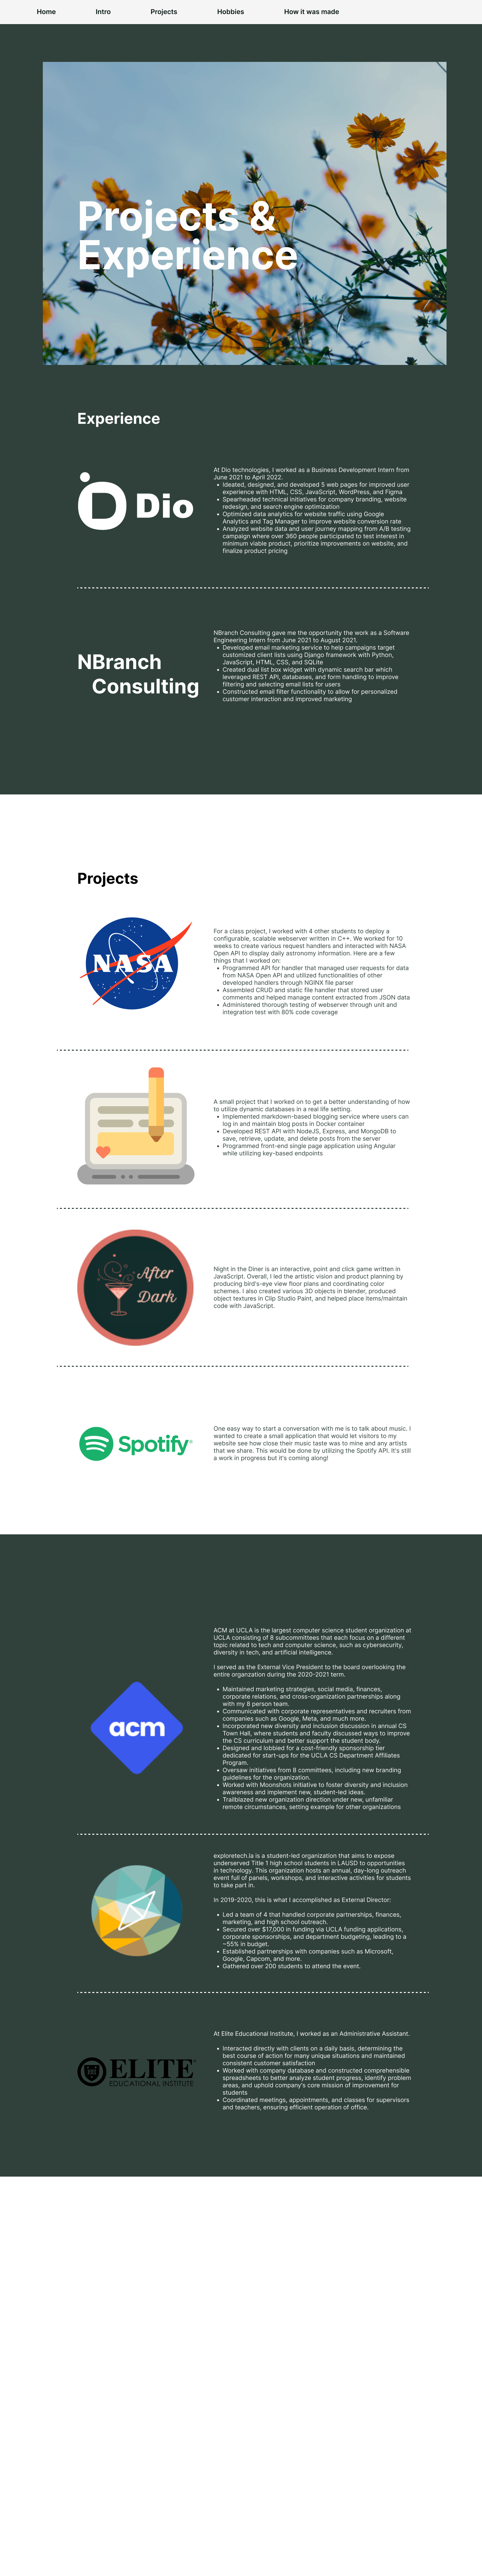 Home Intro Projects Hobbies How it was made
Projects &
Experience
Experience
Dio
At Dio technologies, I worked as a Business Development Intern from
June 2021 to April 2022.
• Ideated, designed, and developed 5 web pages for improved user
experience with HTML, CSS, JavaScript, WordPress, and Figma
• Spearheaded technical initiatives for company branding, website
redesign, and search engine optimization
• Optimized data analytics for website traffic using Google
Analytics and Tag Manager to improve website conversion rate
• Analyzed website data and user journey mapping from A/B testing
campaign where over 360 people participated to test interest in
minimum viable product, prioritize improvements on website, and
finalize product pricing
NBranch
Consulting
NBranch Consulting gave me the opportunity the work as a Software
Engineering Intern from June 2021 to August 2021.
• Developed email marketing service to help campaigns target
customized client lists using Django framework with Python,
JavaScript, HTML, CSS, and SQLite
• Created dual list box widget with dynamic search bar which
leveraged REST API, databases, and form handling to improve
filtering and selecting email lists for users
• Constructed email filter functionality to allow for personalized
customer interaction and improved marketing
Projects
NASA
For a class project, I worked with 4 other students to deploy a
configurable, scalable webserver written in C++. We worked for 10
weeks to create various request handlers and interacted with NASA
Open API to display daily astronomy information. Here are a few
things that I worked on:
• Programmed API for handler that managed user requests for data
from NASA Open API and utilized functionalities of other
developed handlers through NGINX file parser
• Assembled CRUD and static file handler that stored user
comments and helped manage content extracted from JSON data
• Administered thorough testing of webserver through unit and
integration test with 80% code coverage
A small project that I worked on to get a better understanding of how
to utilize dynamic databases in a real life setting.
• Implemented markdown-based blogging service where users can
log in and maintain blog posts in Docker container
• Developed REST API with NodeJS, Express, and MongoDB to
save, retrieve, update, and delete posts from the server
• Programmed front-end single page application using Angular
while utilizing key-based endpoints
After
Dark
Night in the Diner is an interactive, point and click game written in
JavaScript. Overall, I led the artistic vision and product planning by
producing bird's-eye view floor plans and coordinating color
schemes. I also created various 3D objects in blender, produced
object textures in Clip Studio Paint, and helped place items/maintain
code with JavaScript.
Spotify®
One easy way to start a conversation with me is to talk about music. I
wanted to create a small application that would let visitors to my
website see how close their music taste was to mine and any artists
that we share. This would be done by utilizing the Spotify API. It's still
a work in progress but it's coming along!
acm
ACM at UCLA is the largest computer science student organization at
UCLA consisting of 8 subcommittees that each focus on a different
topic related to tech and computer science, such as cybersecurity,
diversity in tech, and artificial intelligence.
I served as the External Vice President to the board overlooking the
entire organization during the 2020-2021 term.
• Maintained marketing strategies, social media, finances,
corporate relations, and cross-organization partnerships along
with my 8 person team.
• Communicated with corporate representatives and recruiters from
companies such as Google, Meta, and much more.
• Incorporated new diversity and inclusion discussion in annual CS
Town Hall, where students and faculty discussed ways to improve
the CS curriculum and better support the student body.
• Designed and lobbied for a cost-friendly sponsorship tier
dedicated for start-ups for the UCLA CS Department Affiliates
Program.
• Oversaw initiatives from 8 committees, including new branding
guidelines for the organization.
• Worked with Moonshots Initiative to foster diversity and inclusion
awareness and implement new, student-led ideas.
• Trailblazed new organization direction under new, unfamiliar
remote circumstances, setting example for other organizations
exploretech.la is a student-led organization that aims to expose
underserved Title 1 high school students in LAUSD to opportunities
in technology. This organization hosts an annual, day-long outreach
event full of panels, workshops, and interactive activities for students
to take part in.
In 2019-2020, this is what I accomplished as External Director:
• Led a team of 4 that handled corporate partnerships, finances,
marketing, and high school outreach.
• Secured over $17,000 in funding via UCLA funding applications,
corporate sponsorships, and department budgeting, leading to a
~55% in budget.
• Established partnerships with companies such as Microsoft,
Google, Capcom, and more.
• Gathered over 200 students to attend the event.
ELITE
EDUCATIONAL INSTITUTE
At Elite Educational Institute, I worked as an Administrative Assistant.
• Interacted directly with clients on a daily basis, determining the
best course of action for many unique situations and maintained
consistent customer satisfaction
• Worked with company database and constructed comprehensible
spreadsheets to better analyze student progress, identify problem
areas, and uphold company's core mission of improvement for
students
• Coordinated meetings, appointments, and classes for supervisors
and teachers, ensuring efficient operation of office.